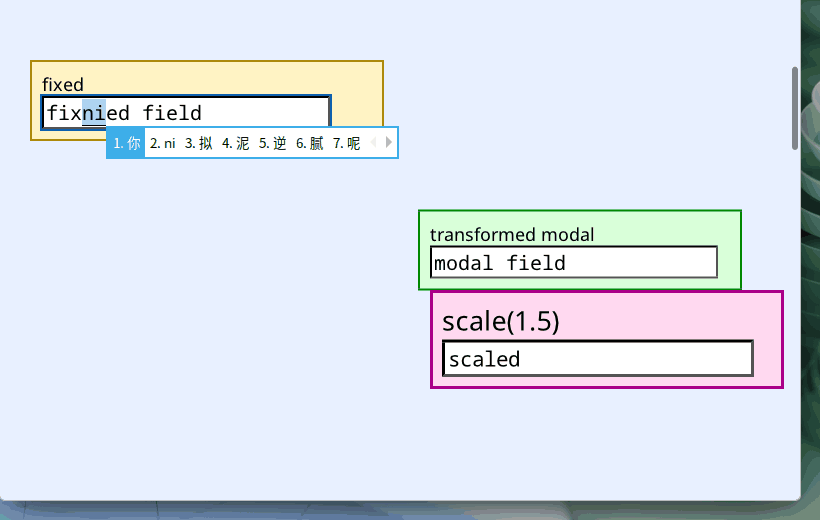 fixed
fixnied field
1. 你 2. ni 3. 拟 4. 泥 5. 逆 6. 腻 7. 呢
transformed modal
modal field
scale(1.5)
scaled